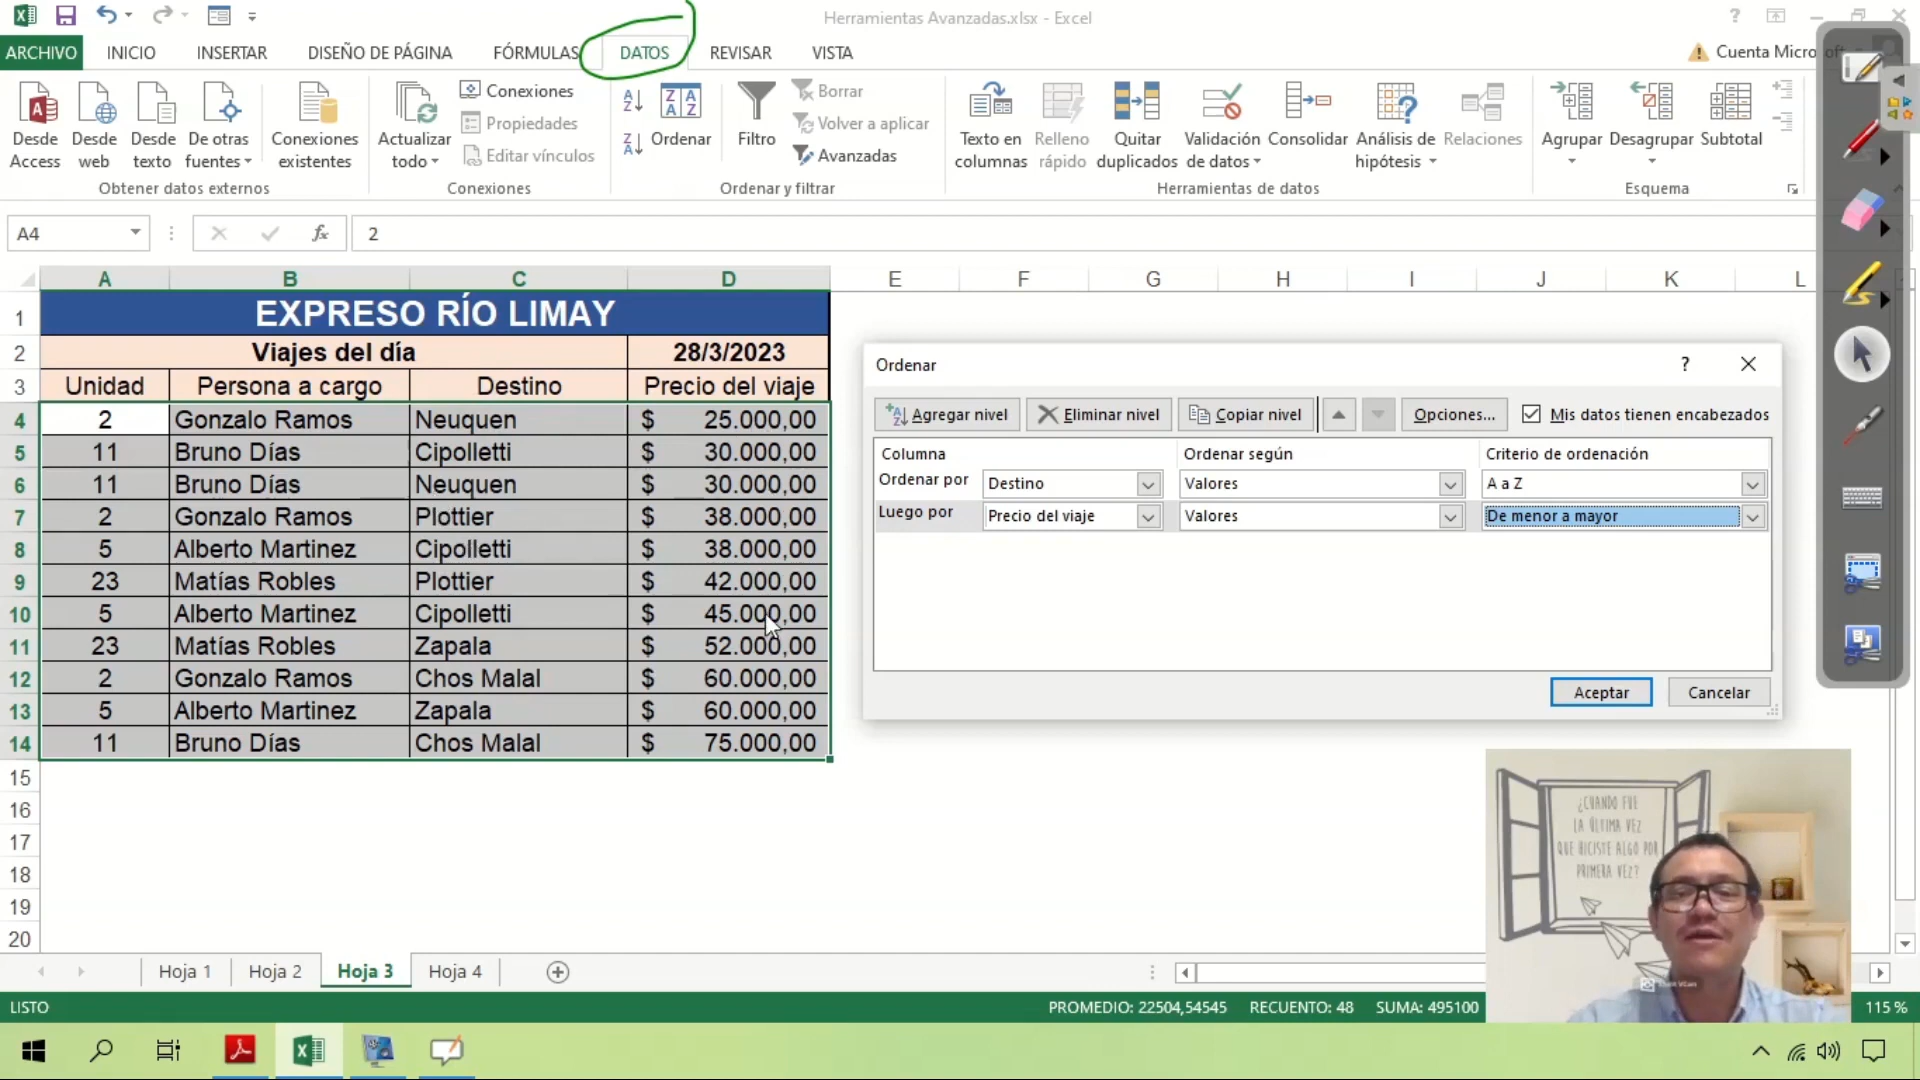 Herramientas Avanzadas.xlsx - Excel
ARCHIVO INICIO INSERTAR DISEÑO DE PÁGINA FÓRMULAS DATOS REVISAR VISTA
Desde Access
Desde web
Desde texto
De otras fuentes
Conexiones existentes
Obtener datos externos
Actualizar todo
Conexiones
Propiedades
Editar vínculos
Conexiones
Ordenar
Filtro
Borrar
Volver a aplicar
Avanzadas
Ordenar y filtrar
Texto en columnas
Relleno rápido
Quitar duplicados
Validación de datos
Consolidar
Análisis de hipótesis
Relaciones
Herramientas de datos
Agrupar
Desagrupar
Subtotal
Esquema
A4 fx 2
A B C D E F G H I J K L
1 EXPRESO RÍO LIMAY
2 Viajes del día 28/3/2023
3 Unidad Persona a cargo Destino Precio del viaje
4 2 Gonzalo Ramos Neuquen $ 25.000,00
5 11 Bruno Días Cipolletti $ 30.000,00
6 11 Bruno Días Neuquen $ 30.000,00
7 2 Gonzalo Ramos Plottier $ 38.000,00
8 5 Alberto Martinez Cipolletti $ 38.000,00
9 23 Matías Robles Plottier $ 42.000,00
10 5 Alberto Martinez Cipolletti $ 45.000,00
11 23 Matías Robles Zapala $ 52.000,00
12 2 Gonzalo Ramos Chos Malal $ 60.000,00
13 5 Alberto Martinez Zapala $ 60.000,00
14 11 Bruno Días Chos Malal $ 75.000,00
15
16
17
18
19
20
Ordenar ?
Agregar nivel Eliminar nivel Copiar nivel Opciones... Mis datos tienen encabezados
Columna Ordenar según Criterio de ordenación
Ordenar por Destino Valores A a Z
Luego por Precio del viaje Valores De menor a mayor
Aceptar Cancelar
¿CUANDO FUE
LA ÚLTIMA VEZ
QUE HICISTE ALGO POR
PRIMERA VEZ?
Hoja 1 Hoja 2 Hoja 3 Hoja 4
LISTO PROMEDIO: 22504,54545 RECUENTO: 48 SUMA: 495100 115 %